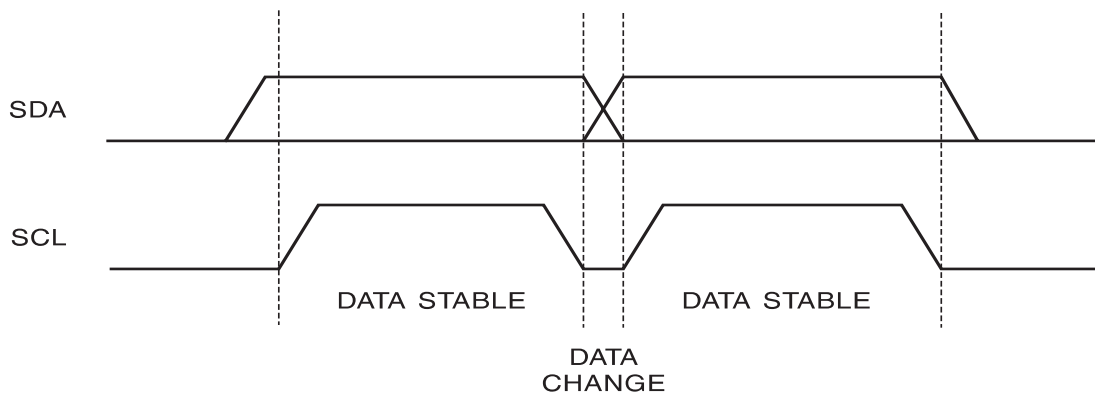 SDA
SCL
DATA STABLE
DATA STABLE
DATA
CHANGE